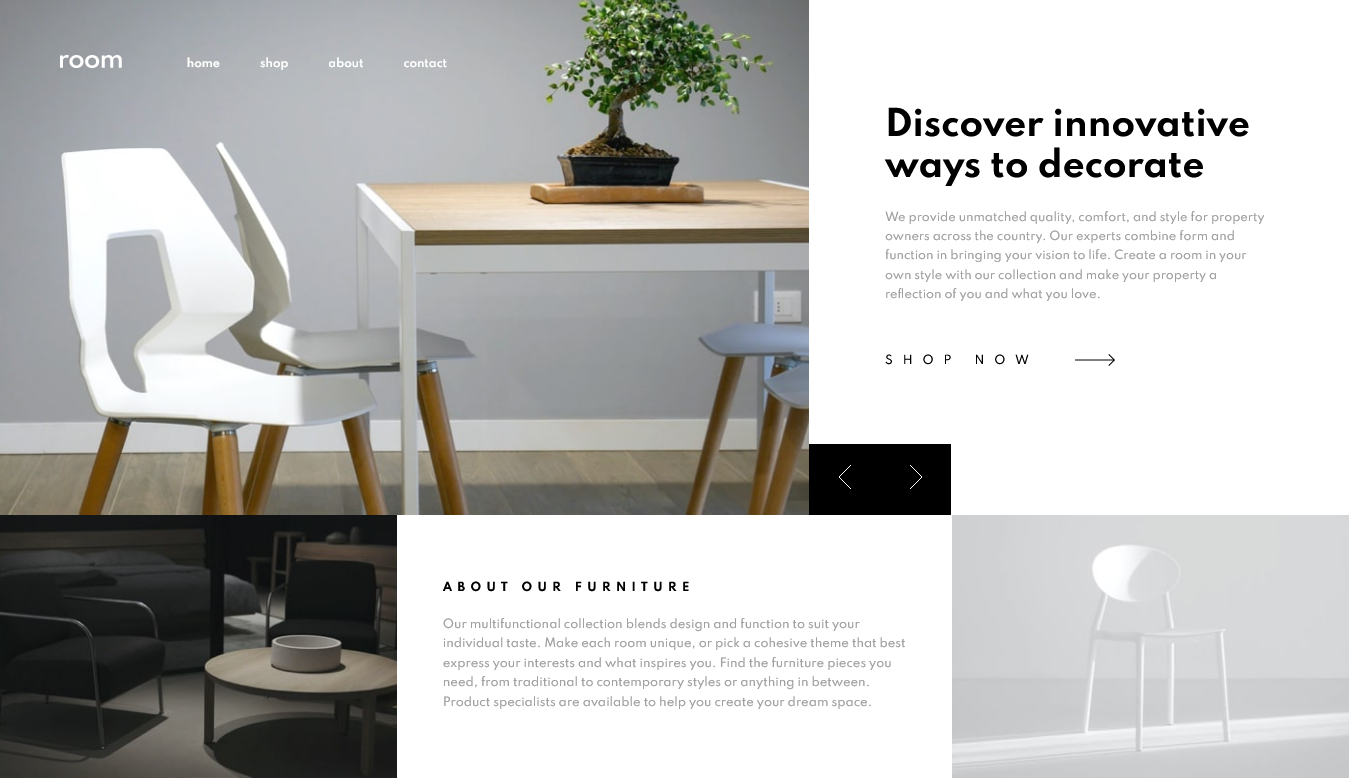 room
home shop about contact
Discover innovative
ways to decorate
We provide unmatched quality, comfort, and style for property
owners across the country. Our experts combine form and
function in bringing your vision to life. Create a room in your
own style with our collection and make your property a
reflection of you and what you love.
SHOP NOW
ABOUT OUR FURNITURE
Our multifunctional collection blends design and function to suit your
individual taste. Make each room unique, or pick a cohesive theme that best
express your interests and what inspires you. Find the furniture pieces you
need, from traditional to contemporary styles or anything in between.
Product specialists are available to help you create your dream space.